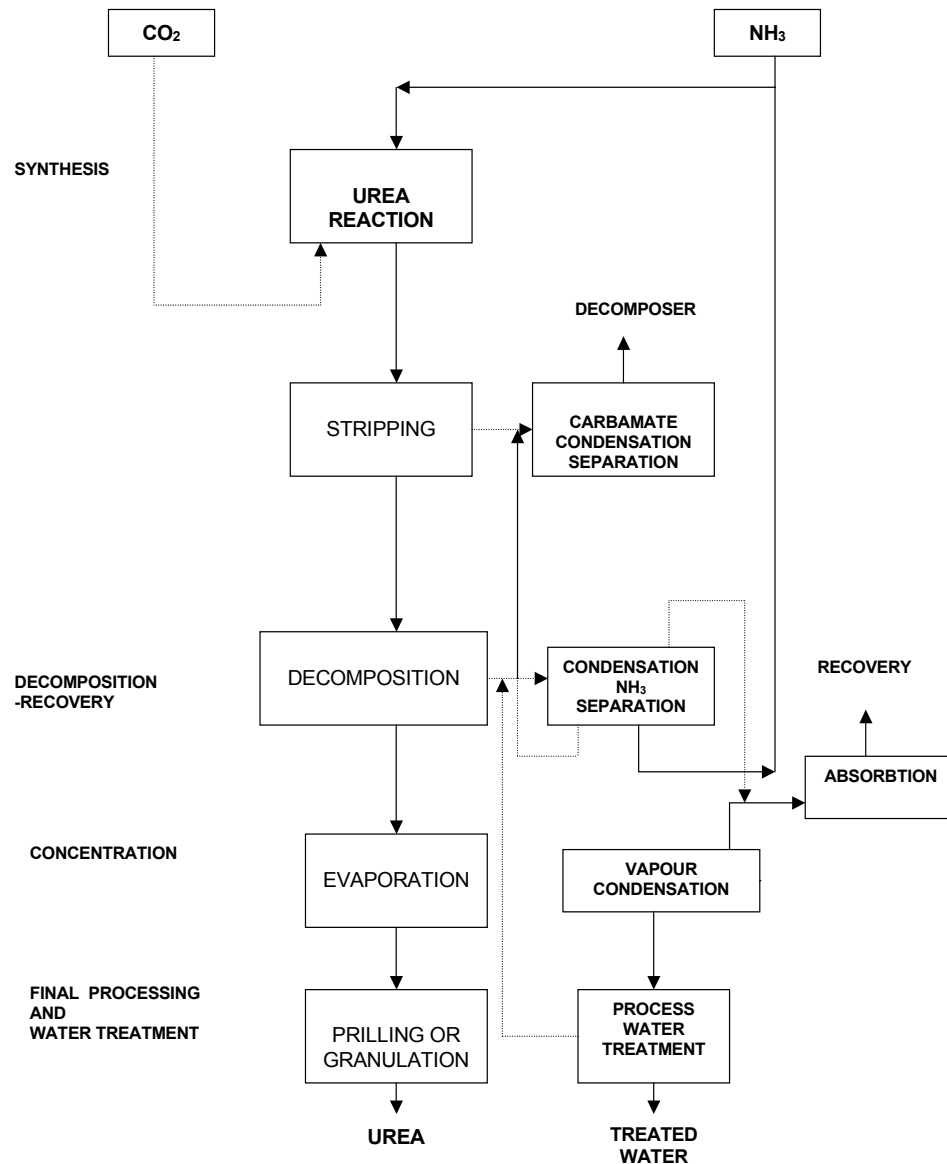 CO₂
NH₃
SYNTHESIS
UREA
REACTION
DECOMPOSER
STRIPPING
CARBAMATE
CONDENSATION
SEPARATION
DECOMPOSITION
-RECOVERY
DECOMPOSITION
CONDENSATION
NH₃
SEPARATION
RECOVERY
ABSORBTION
CONCENTRATION
EVAPORATION
VAPOUR
CONDENSATION
FINAL PROCESSING
AND
WATER TREATMENT
PRILLING OR
GRANULATION
PROCESS
WATER
TREATMENT
UREA
TREATED
WATER